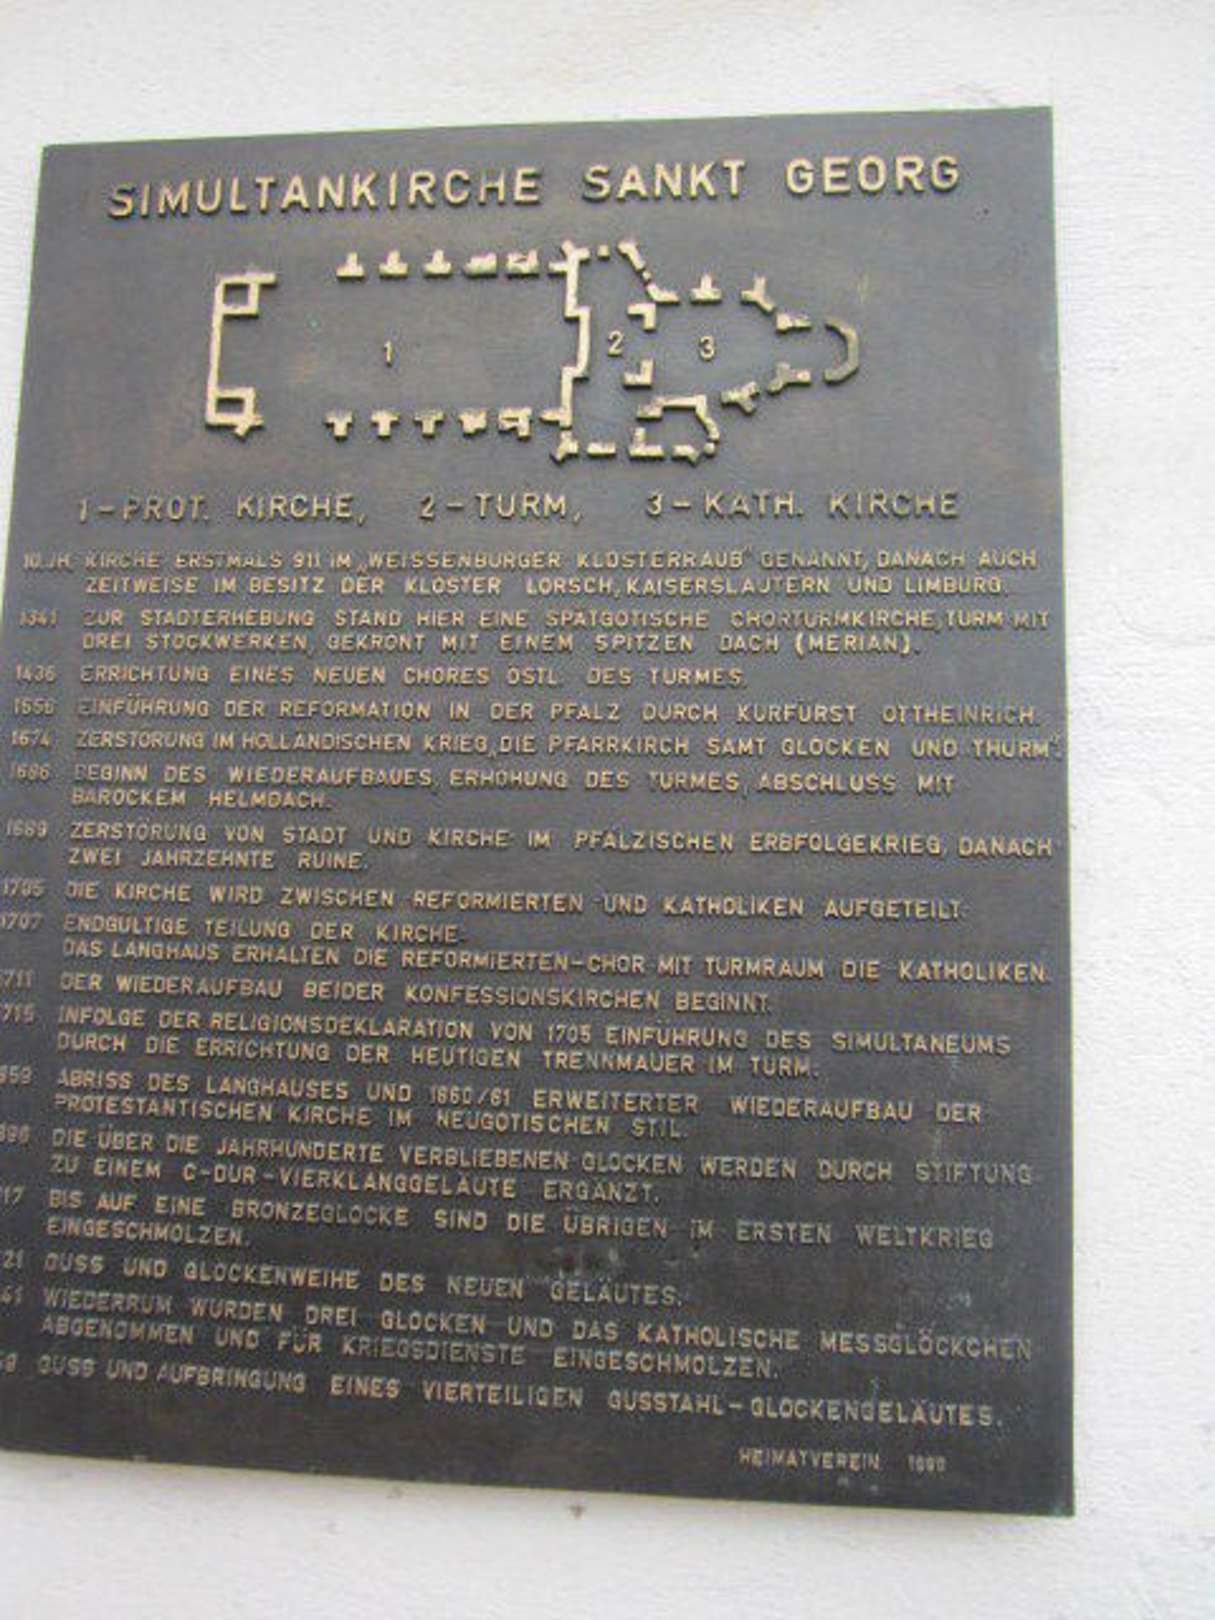 SIMULTANKIRCHE SANKT GEORG
1 2 3
1-PROT. KIRCHE, 2-TURM, 3-KATH. KIRCHE
10. JH. KIRCHE ERSTMALS 911 IM „WEISSENBURGER KLOSTERRAUB" GENANNT, DANACH AUCH
ZEITWEISE IM BESITZ DER KLOSTER LORSCH, KAISERSLAUTERN UND LIMBURG.
1341 ZUR STADTERHEBUNG STAND HIER EINE SPÄTGOTISCHE CHORTURMKIRCHE, TURM MIT
DREI STOCKWERKEN, GEKRÖNT MIT EINEM SPITZEN DACH (MERIAN).
1436 ERRICHTUNG EINES NEUEN CHORES ÖSTL. DES TURMES.
1556 EINFÜHRUNG DER REFORMATION IN DER PFALZ DURCH KURFÜRST OTTHEINRICH.
1674 ZERSTÖRUNG IM HOLLÄNDISCHEN KRIEG „DIE PFARRKIRCH SAMT GLOCKEN UND THURM".
1686 BEGINN DES WIEDERAUFBAUES, ERHÖHUNG DES TURMES, ABSCHLUSS MIT
BAROCKEM HELMDACH.
1689 ZERSTÖRUNG VON STADT UND KIRCHE IM PFÄLZISCHEN ERBFOLGEKRIEG, DANACH
ZWEI JAHRZEHNTE RUINE.
1705 DIE KIRCHE WIRD ZWISCHEN REFORMIERTEN UND KATHOLIKEN AUFGETEILT.
1707 ENDGÜLTIGE TEILUNG DER KIRCHE.
DAS LANGHAUS ERHALTEN DIE REFORMIERTEN-CHOR MIT TURMRAUM DIE KATHOLIKEN.
711 DER WIEDERAUFBAU BEIDER KONFESSIONSKIRCHEN BEGINNT.
715 INFOLGE DER RELIGIONSDEKLARATION VON 1705 EINFÜHRUNG DES SIMULTANEUMS
DURCH DIE ERRICHTUNG DER HEUTIGEN TRENNMAUER IM TURM.
859 ABRISS DES LANGHAUSES UND 1860/61 ERWEITERTER WIEDERAUFBAU DER
PROTESTANTISCHEN KIRCHE IM NEUGOTISCHEN STIL.
DIE ÜBER DIE JAHRHUNDERTE VERBLIEBENEN GLOCKEN WERDEN DURCH STIFTUNG
ZU EINEM C-DUR-VIERKLANGGELÄUTE ERGÄNZT.
17 BIS AUF EINE BRONZEGLOCKE SIND DIE ÜBRIGEN IM ERSTEN WELTKRIEG
EINGESCHMOLZEN.
21 GUSS UND GLOCKENWEIHE DES NEUEN GELÄUTES.
WIEDERRUM WURDEN DREI GLOCKEN UND DAS KATHOLISCHE MESSGLÖCKCHEN
ABGENOMMEN UND FÜR KRIEGSDIENSTE EINGESCHMOLZEN.
GUSS UND AUFBRINGUNG EINES VIERTEILIGEN GUSSTAHL-GLOCKENGELÄUTES.
HEIMATVEREIN